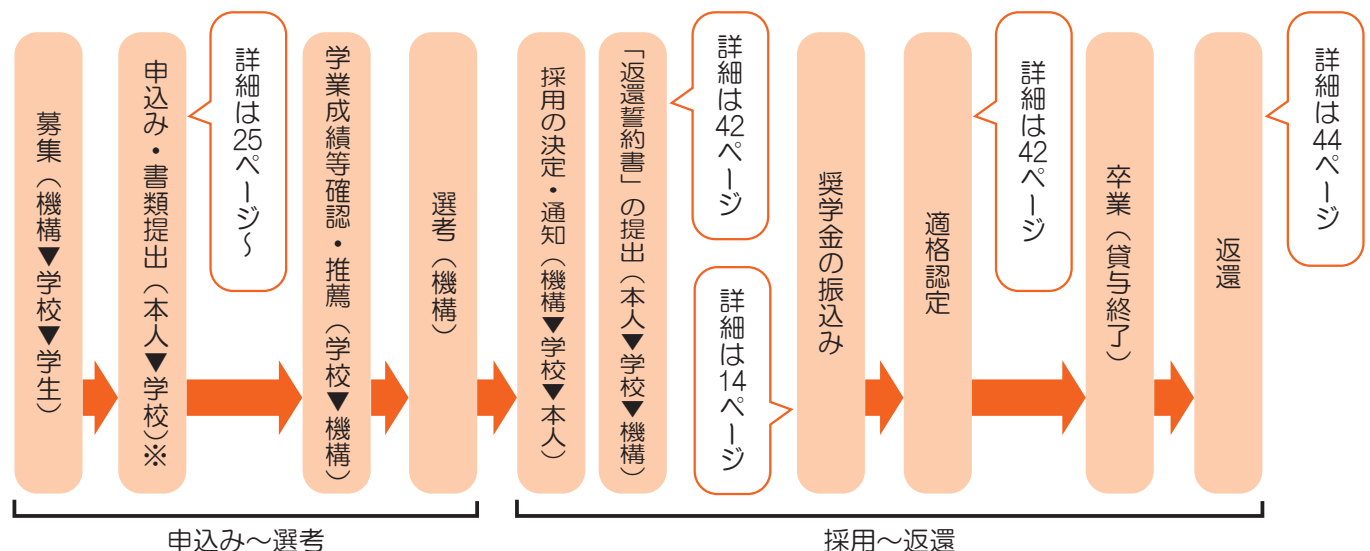 募集（機構▼学校▼学生）
申込み・書類提出（本人▼学校）※
詳細は25ページ～
学業成績等確認・推薦（学校▼機構）
選考（機構）
採用の決定・通知（機構▼学校▼本人）
「返還誓約書」の提出（本人▼学校▼機構）
詳細は42ページ
詳細は14ページ
奨学金の振込み
適格認定
詳細は42ページ
卒業（貸与終了）
返還
詳細は44ページ
申込み～選考
採用～返還